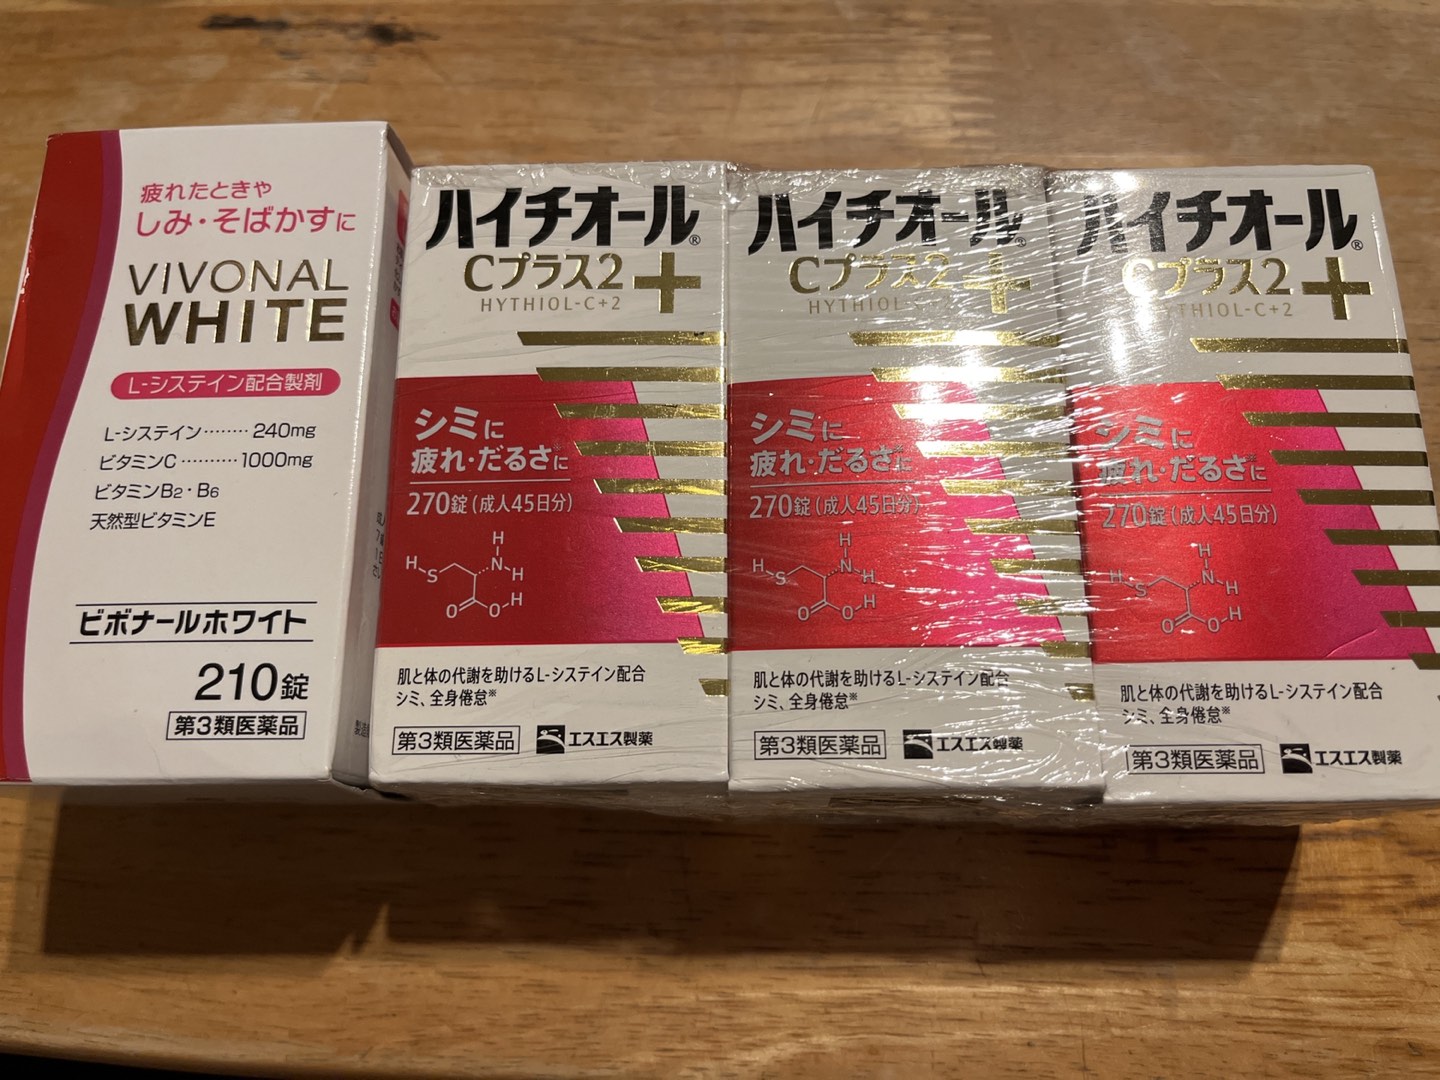 疲れたときや
しみ・そばかすに
VIVONAL
WHITE
L-システイン配合製剤
L-システイン········ 240mg
ビタミンC ·········· 1000mg
ビタミンB2・B6
天然型ビタミンE
ビボナールホワイト
210錠
第3類医薬品
ハイチオール®
Cプラス2
HYTHIOL-C+2
シミに
疲れ・だるさ※に
270錠(成人45日分)
H
H
S
N
H
O
O
H
肌と体の代謝を助けるL-システイン配合
シミ、全身倦怠※
第3類医薬品
エスエス製薬
ハイチオール®
Cプラス2
HYTHIOL-C+2
シミに
疲れ・だるさ※に
270錠(成人45日分)
H
H
S
N
H
O
O
H
肌と体の代謝を助けるL-システイン配合
シミ、全身倦怠※
第3類医薬品
エスエス製薬
ハイチオール®
Cプラス2
HYTHIOL-C+2
シミに
疲れ・だるさ※に
270錠(成人45日分)
H
H
S
N
H
O
O
H
肌と体の代謝を助けるL-システイン配合
シミ、全身倦怠※
第3類医薬品
エスエス製薬